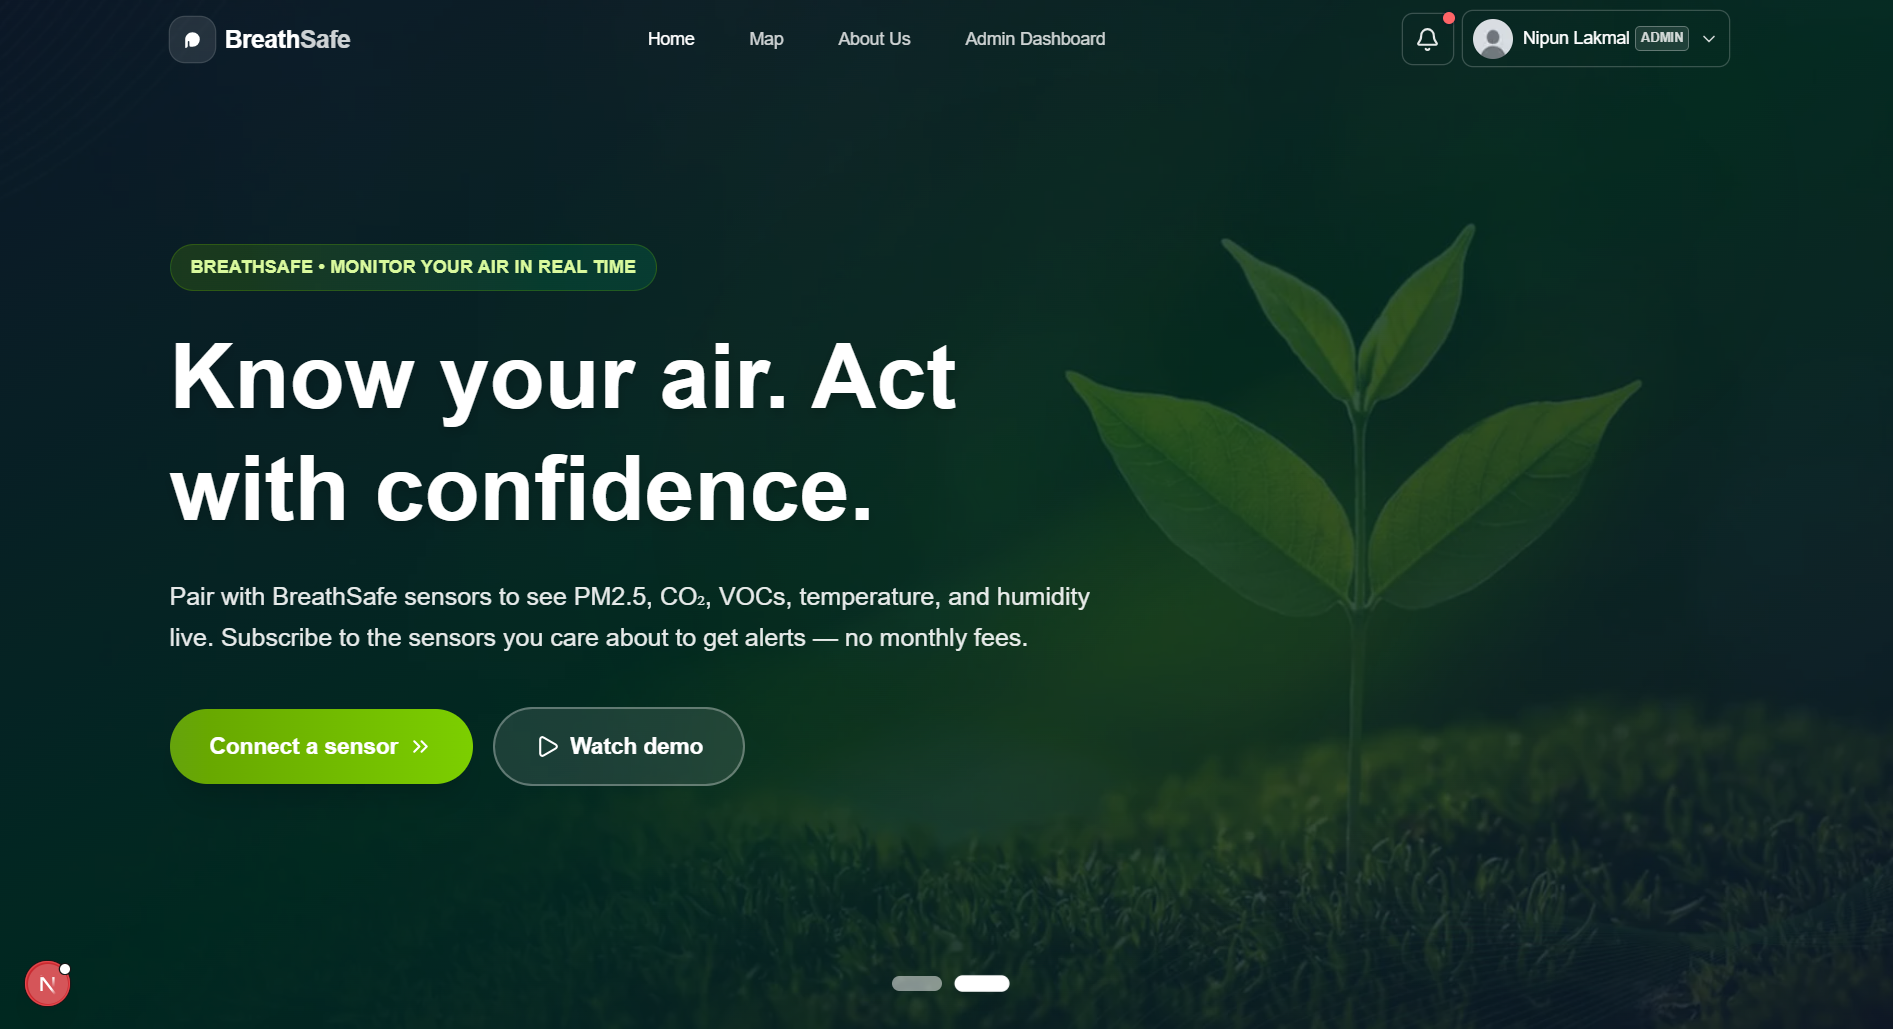 BreathSafe
Home
Map
About Us
Admin Dashboard
Nipun Lakmal
ADMIN
BREATHSAFE • MONITOR YOUR AIR IN REAL TIME
Know your air. Act
with confidence.
Pair with BreathSafe sensors to see PM2.5, CO₂, VOCs, temperature, and humidity
live. Subscribe to the sensors you care about to get alerts — no monthly fees.
Connect a sensor
Watch demo
N